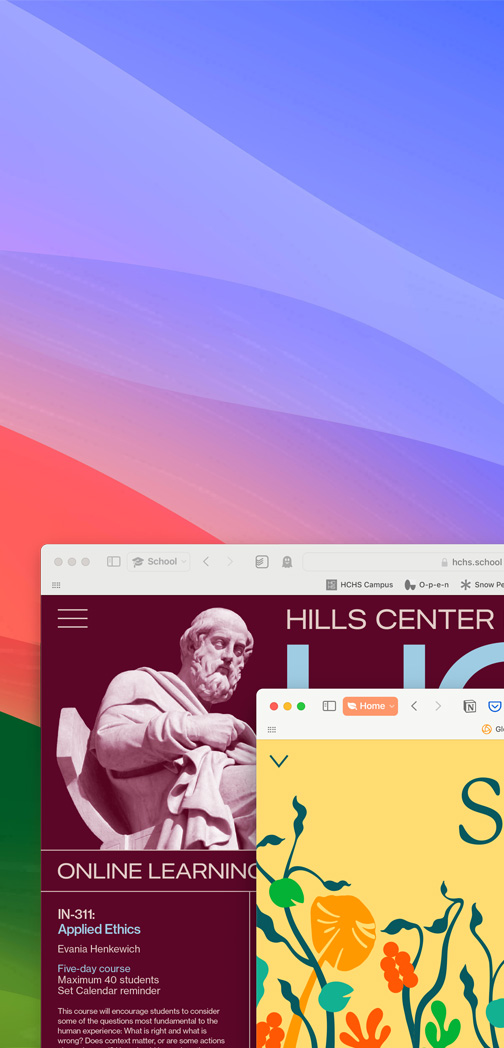 School
hchs.school
HCHS Campus
O-p-e-n
Snow
HILLS CENTER
Home
ONLINE LEARNING
IN-311:
Applied Ethics
Evania Henkewich
Five-day course
Maximum 40 students
Set Calendar reminder
This course will encourage students to consider
some of the questions most fundamental to the
human experience: What is right and what is
wrong? Does context matter, or are some actions
S